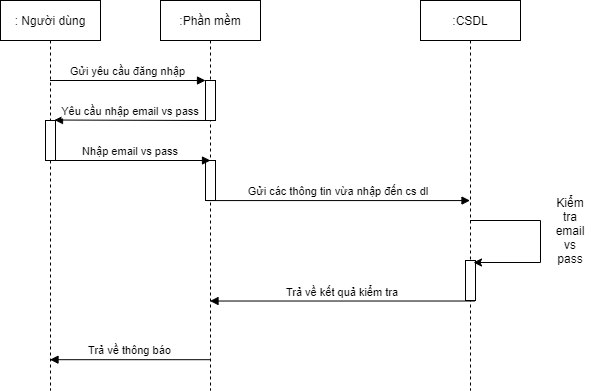 : Người dùng
:Phần mềm
:CSDL
Gửi yêu cầu đăng nhập
Yêu cầu nhập email vs pass
Nhập email vs pass
Gửi các thông tin vừa nhập đến cs dl
Kiểm
tra
email
vs
pass
Trả về kết quả kiểm tra
Trả về thông báo